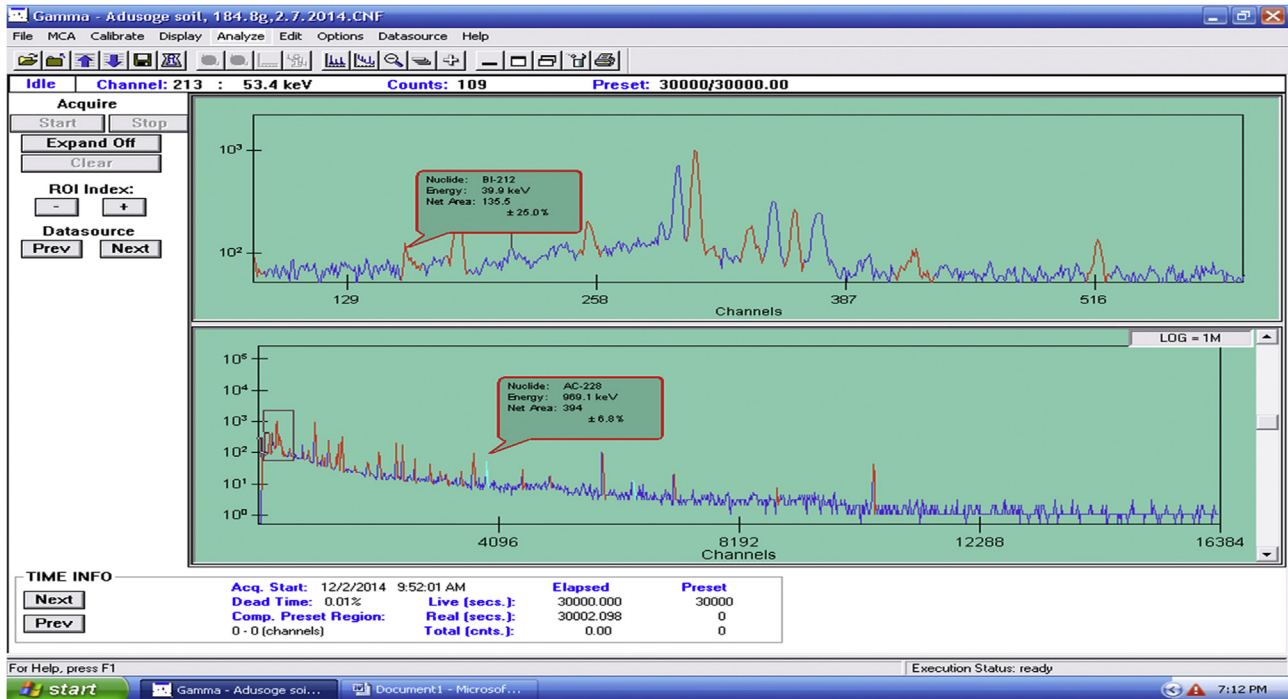 Gamma - Adusoge soil, 184.8g,2.7.2014.CNF
File MCA Calibrate Display Analyze Edit Options Datasource Help
Idle Channel: 213 : 53.4 keV Counts: 109 Preset: 30000/30000.00
Acquire
Start Stop
Expand Off
Clear
ROI Index:
- +
Datasource
Prev Next
10³
10²
Nuclide: BI-212
Energy: 39.9 keV
Net Area: 135.5
± 25.0%
129 258 387 516
Channels
LOG = 1M
10⁵
10⁴
10³
10²
10¹
10⁰
Nuclide: AC-228
Energy: 969.1 keV
Net Area: 394
± 6.8%
4096 8192 12288 16384
Channels
TIME INFO
Next
Prev
Acq. Start: 12/2/2014 9:52:01 AM Elapsed Preset
Dead Time: 0.01% Live (secs.): 30000.000 30000
Comp. Preset Region: Real (secs.): 30002.098 0
0 - 0 (channels) Total (cnts.): 0.00 0
For Help, press F1 Execution Status: ready
start Gamma - Adusoge soi... Document1 - Microsof... 7:12 PM